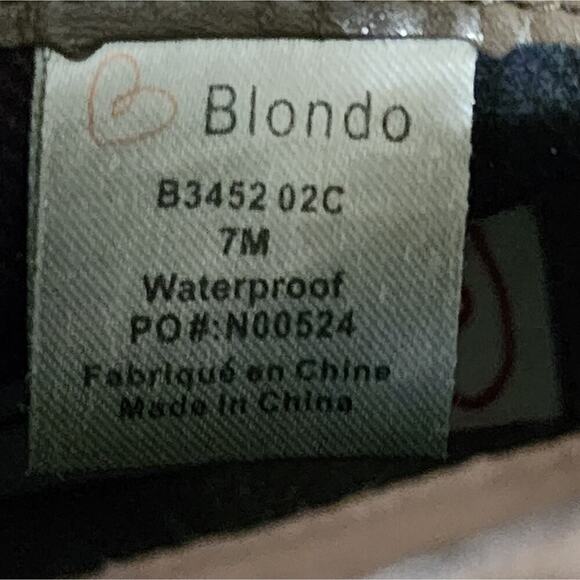 Blondo
B3452 02C
7M
Waterproof
PO#:N00524
Fabriqué en Chine
Made in China